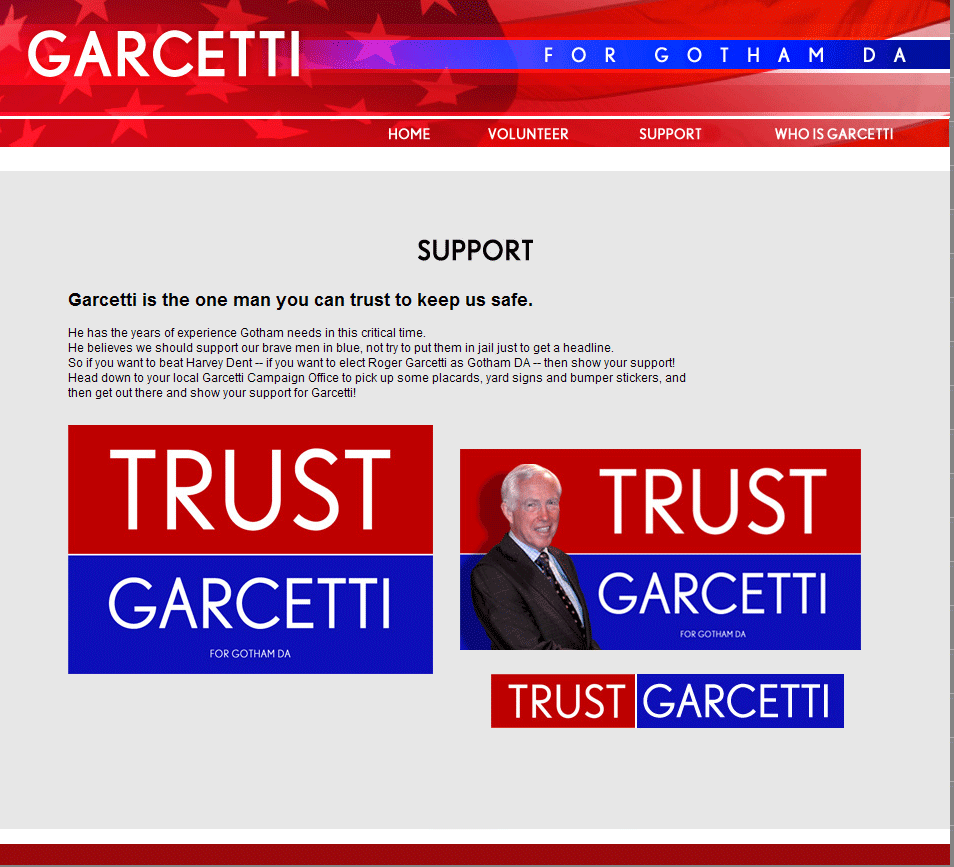 GARCETTI
FOR GOTHAM DA
HOME VOLUNTEER SUPPORT WHO IS GARCETTI
SUPPORT
Garcetti is the one man you can trust to keep us safe.
He has the years of experience Gotham needs in this critical time.
He believes we should support our brave men in blue, not try to put them in jail just to get a headline.
So if you want to beat Harvey Dent -- if you want to elect Roger Garcetti as Gotham DA -- then show your support!
Head down to your local Garcetti Campaign Office to pick up some placards, yard signs and bumper stickers, and
then get out there and show your support for Garcetti!
TRUST
GARCETTI
FOR GOTHAM DA
TRUST
GARCETTI
FOR GOTHAM DA
TRUST GARCETTI